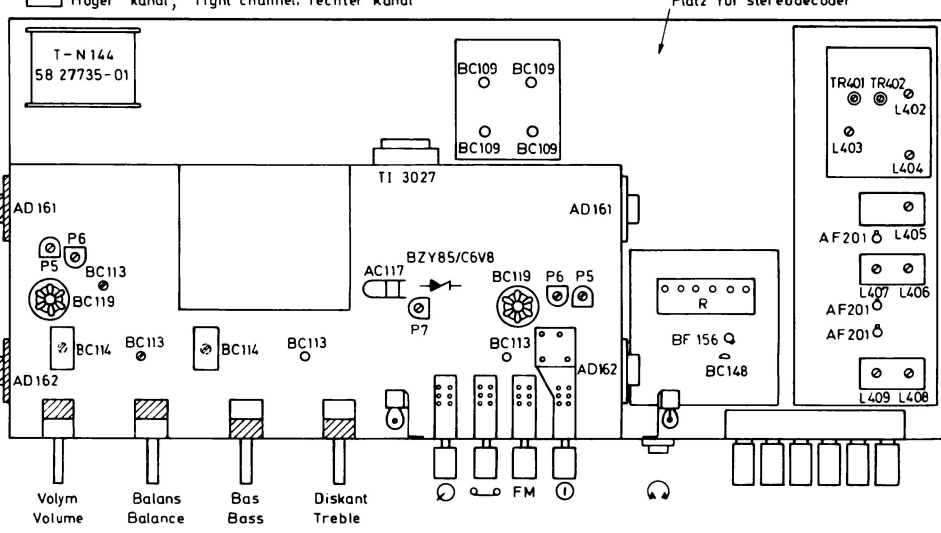 Höger kanal, right channel, rechter Kanal
Platz für Stereodecoder
T-N144
58 27735-01
BC109 BC109
BC109 BC109
TR401 TR402
L402
L403
L404
TI 3027
AD161
AD161
P6
P5
BC113
BC119
AC117
BZY85/C6V8
P7
BC119
P6 P5
AF201 L405
L407 L406
AF201
AF201
L409 L408
R
BF 156
BC148
BC114
BC113
BC114
BC113
BC113
AD162
AD162
Volym
Volume
Balans
Balance
Bas
Bass
Diskant
Treble
FM